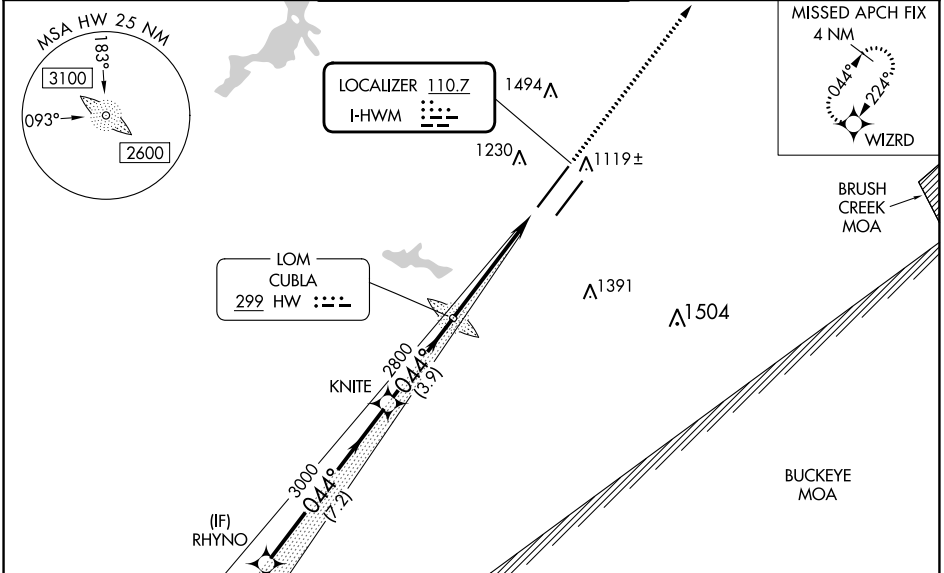 MSA HW 25 NM
183°
3100
093°
2600
LOCALIZER 110.7
I-HWM
1494
1230
1119±
MISSED APCH FIX
4 NM
044°
224°
WIZRD
BRUSH
CREEK
MOA
LOM
CUBLA
299 HW
1391
1504
2800
044°
(3.9)
KNITE
3000
044°
(7.2)
(IF)
RHYNO
BUCKEYE
MOA